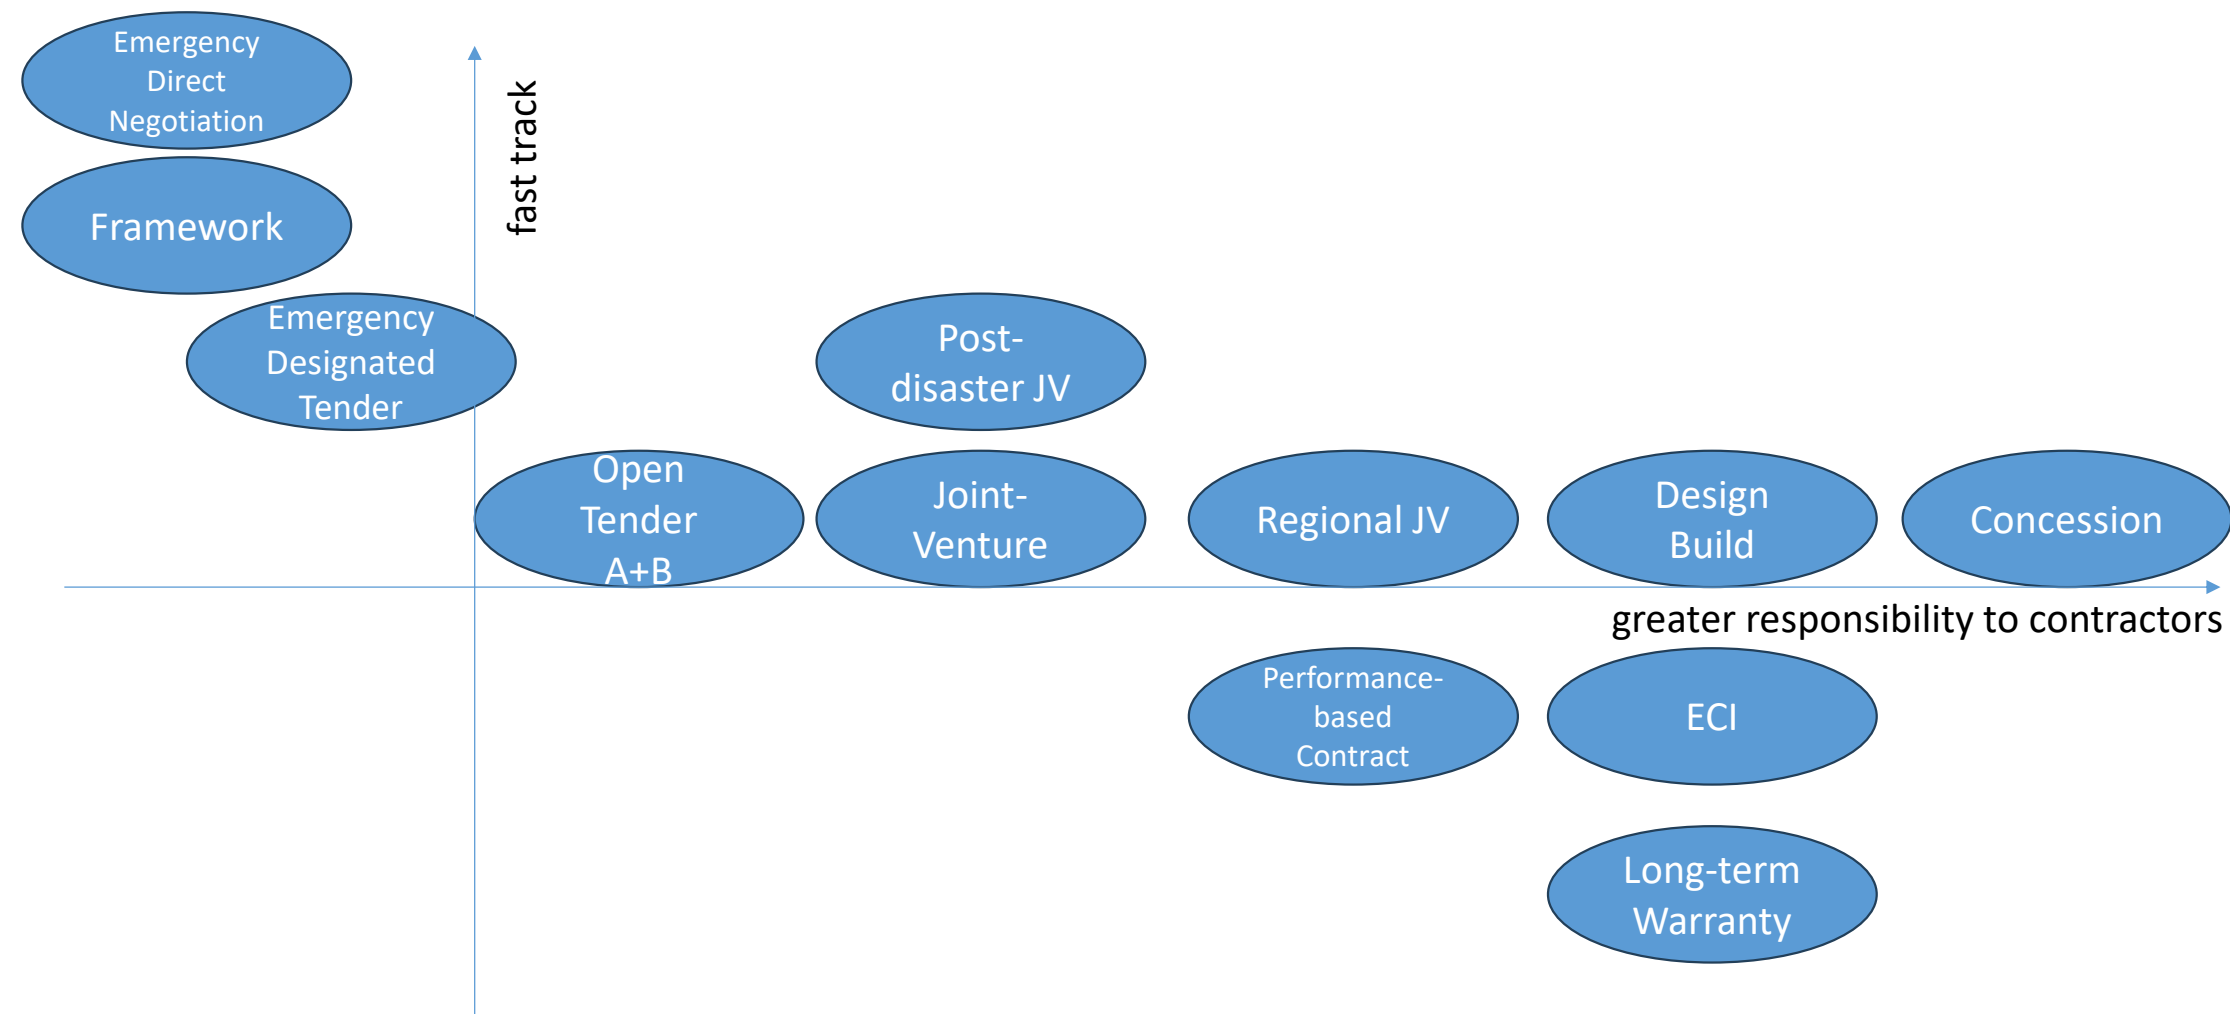 Emergency
Direct
Negotiation
fast track
Framework
Emergency
Designated
Tender
Post-
disaster JV
Open
Tender
A+B
Joint-
Venture
Regional JV
Design
Build
Concession
greater responsibility to contractors
Performance-
based
Contract
ECI
Long-term
Warranty